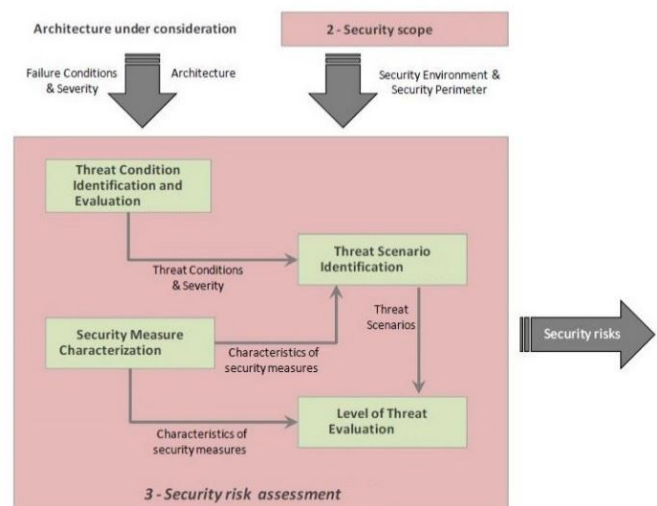 Architecture under consideration
2 - Security scope
Failure Conditions
& Severity
Architecture
Security Environment &
Security Perimeter
Threat Condition
Identification and
Evaluation
Threat Conditions
& Severity
Threat Scenario
Identification
Threat
Scenarios
Security risks
Security Measure
Characterization
Characteristics of
security measures
Level of Threat
Evaluation
Characteristics of
security measures
3 - Security risk assessment